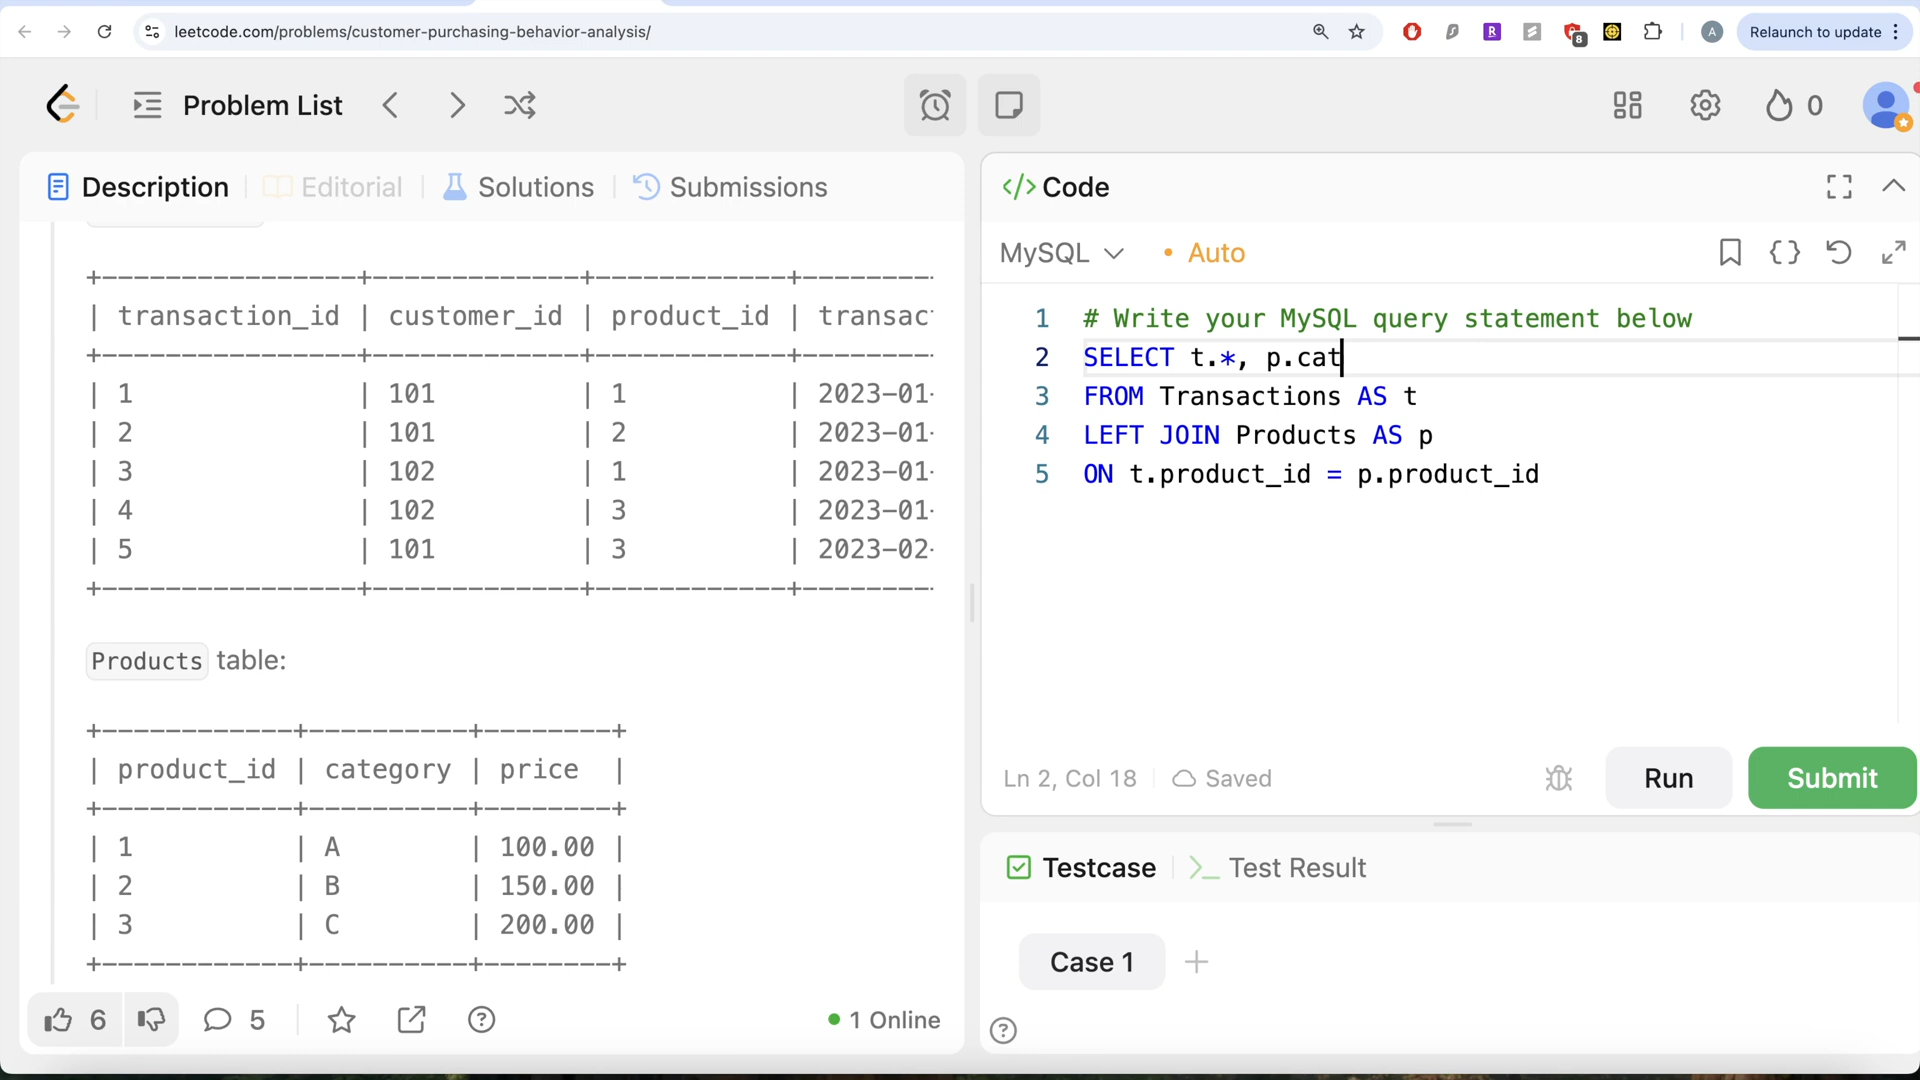 leetcode.com/problems/customer-purchasing-behavior-analysis/
8
A
Relaunch to update
Problem List
0
Description
Editorial
Solutions
Submissions
+----------------+--------------+-------------+---------
| transaction_id | customer_id | product_id | transac
+----------------+--------------+-------------+---------
| 1 | 101 | 1 | 2023-01-
| 2 | 101 | 2 | 2023-01-
| 3 | 102 | 1 | 2023-01-
| 4 | 102 | 3 | 2023-01-
| 5 | 101 | 3 | 2023-02-
+----------------+--------------+-------------+---------
Products table:
+------------+----------+--------+
| product_id | category | price |
+------------+----------+--------+
| 1 | A | 100.00 |
| 2 | B | 150.00 |
| 3 | C | 200.00 |
+------------+----------+--------+
6
5
1 Online
</> Code
MySQL
Auto
1 # Write your MySQL query statement below
2 SELECT t.*, p.cat
3 FROM Transactions AS t
4 LEFT JOIN Products AS p
5 ON t.product_id = p.product_id
Ln 2, Col 18
Saved
Run
Submit
Testcase
Test Result
Case 1